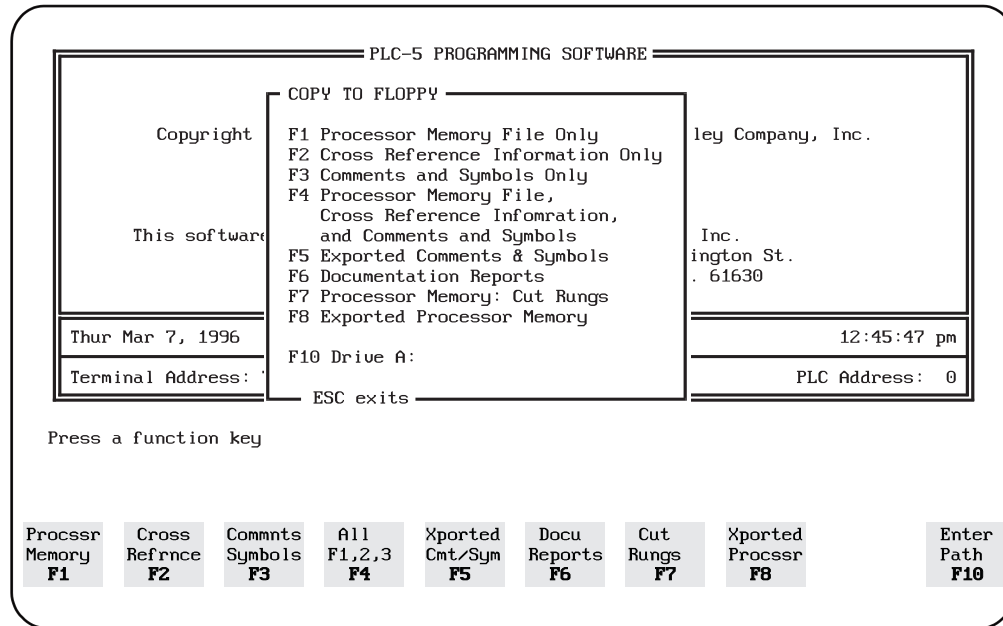 PLC-5 PROGRAMMING SOFTWARE
COPY TO FLOPPY
Copyright
ley Company, Inc.
F1 Processor Memory File Only
F2 Cross Reference Information Only
F3 Comments and Symbols Only
F4 Processor Memory File,
Cross Reference Infomration,
and Comments and Symbols
This software
Inc.
F5 Exported Comments & Symbols
ington St.
F6 Documentation Reports
. 61630
F7 Processor Memory: Cut Rungs
F8 Exported Processor Memory
Thur Mar 7, 1996
12:45:47 pm
F10 Drive A:
Terminal Address:
PLC Address: 0
ESC exits
Press a function key
Procssr Memory F1
Cross Refrnce F2
Commnts Symbols F3
All F1,2,3 F4
Xported Cmt/Sym F5
Docu Reports F6
Cut Rungs F7
Xported Procssr F8
Enter Path F10